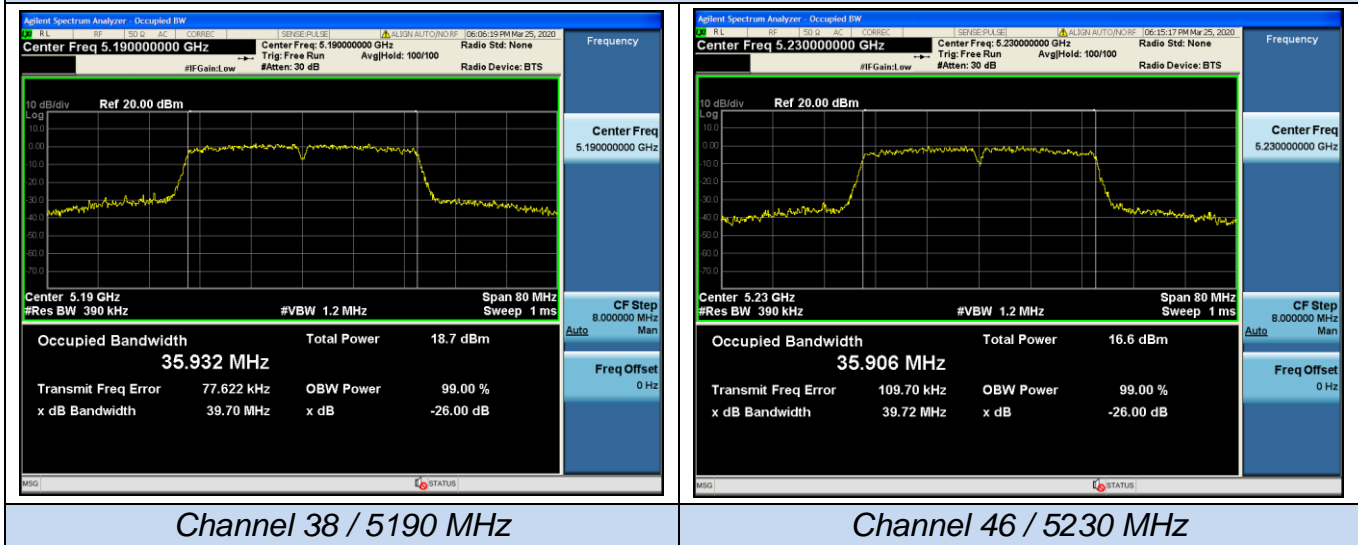 Agilent Spectrum Analyzer - Occupied BW
RL RF 50 Ω AC CORREC SENSE:PULSE ALIGN AUTO/NO RF 06:06:19 PM Mar 25, 2020
Center Freq 5.190000000 GHz
Center Freq: 5.190000000 GHz
Radio Std: None
Trig: Free Run Avg|Hold: 100/100
#IFGain:Low #Atten: 30 dB Radio Device: BTS
Frequency
10 dB/div Ref 20.00 dBm
Log
10.0
0.00
-10.0
-20.0
-30.0
-40.0
-50.0
-60.0
-70.0
Center 5.19 GHz Span 80 MHz
#Res BW 390 kHz #VBW 1.2 MHz Sweep 1 ms
Center Freq
5.190000000 GHz
CF Step
8.000000 MHz
Auto Man
Freq Offset
0 Hz
Occupied Bandwidth Total Power 18.7 dBm
35.932 MHz
Transmit Freq Error 77.622 kHz OBW Power 99.00 %
x dB Bandwidth 39.70 MHz x dB -26.00 dB
MSG STATUS
Channel 38 / 5190 MHz
Agilent Spectrum Analyzer - Occupied BW
RL RF 50 Ω AC CORREC SENSE:PULSE ALIGN AUTO/NO RF 06:15:17 PM Mar 25, 2020
Center Freq 5.230000000 GHz
Center Freq: 5.230000000 GHz
Radio Std: None
Trig: Free Run Avg|Hold: 100/100
#IFGain:Low #Atten: 30 dB Radio Device: BTS
Frequency
10 dB/div Ref 20.00 dBm
Log
10.0
0.00
-10.0
-20.0
-30.0
-40.0
-50.0
-60.0
-70.0
Center 5.23 GHz Span 80 MHz
#Res BW 390 kHz #VBW 1.2 MHz Sweep 1 ms
Center Freq
5.230000000 GHz
CF Step
8.000000 MHz
Auto Man
Freq Offset
0 Hz
Occupied Bandwidth Total Power 16.6 dBm
35.906 MHz
Transmit Freq Error 109.70 kHz OBW Power 99.00 %
x dB Bandwidth 39.72 MHz x dB -26.00 dB
MSG STATUS
Channel 46 / 5230 MHz